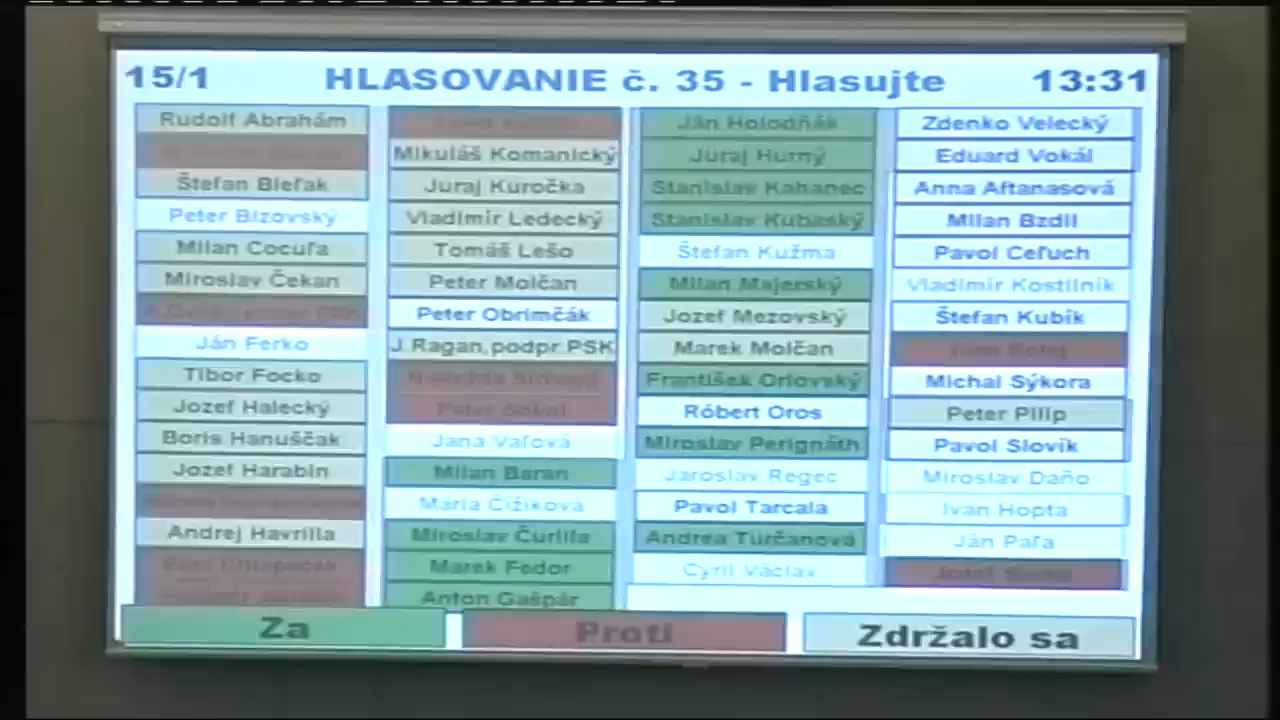 15/1 HLASOVANIE č. 35 - Hlasujte 13:31
Rudolf Abrahám
Štefan Bieľak
Peter Bizovský
Milan Cocuľa
Miroslav Čekan
Ján Ferko
Tibor Focko
Jozef Halecký
Boris Hanuščak
Jozef Harabin
Andrej Havrilla
Mikuláš Komanický
Juraj Kuročka
Vladimír Ledecký
Tomáš Lešo
Peter Molčan
Peter Obrimčák
J.Ragan,podpr.PSK
Peter Sokol
Jana Vaľová
Milan Baran
Mária Čižiková
Miroslav Čurilla
Marek Fedor
Anton Gašpár
Ján Holodňák
Juraj Hurný
Stanislav Kahanec
Stanislav Kubaský
Štefan Kužma
Milan Majerský
Jozef Mezovský
Marek Molčan
František Orlovský
Róbert Oros
Miroslav Perignáth
Jaroslav Regec
Pavol Tarcala
Andrea Turčanová
Cyril Václav
Zdenko Velecký
Eduard Vokál
Anna Aftanasová
Milan Bzdil
Pavol Ceľuch
Vladimír Kostilník
Štefan Kubík
Michal Sýkora
Peter Pilip
Pavol Slovík
Miroslav Daňo
Ivan Hopta
Ján Paľa
Za Proti Zdržalo sa